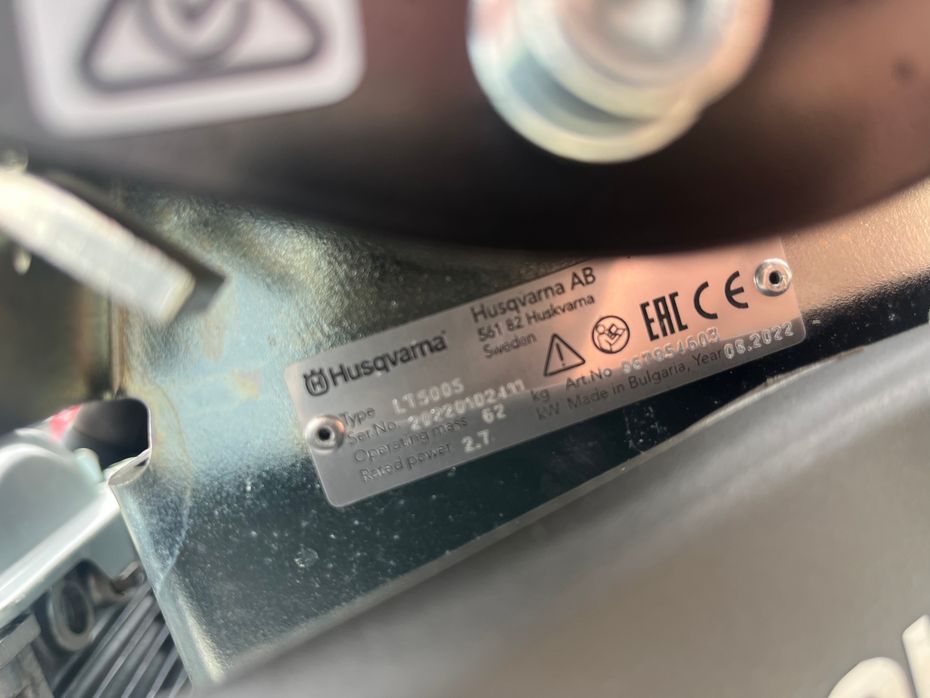 Husqvarna
Husqvarna AB
561 82 Huskvarna
Sweden
EAC CE
Type LT5005
Ser.No. 20220102411
Operating mass 62 kg
Rated power 2.7 kW
Art.No 967854603
Made in Bulgaria, Year 08.2022